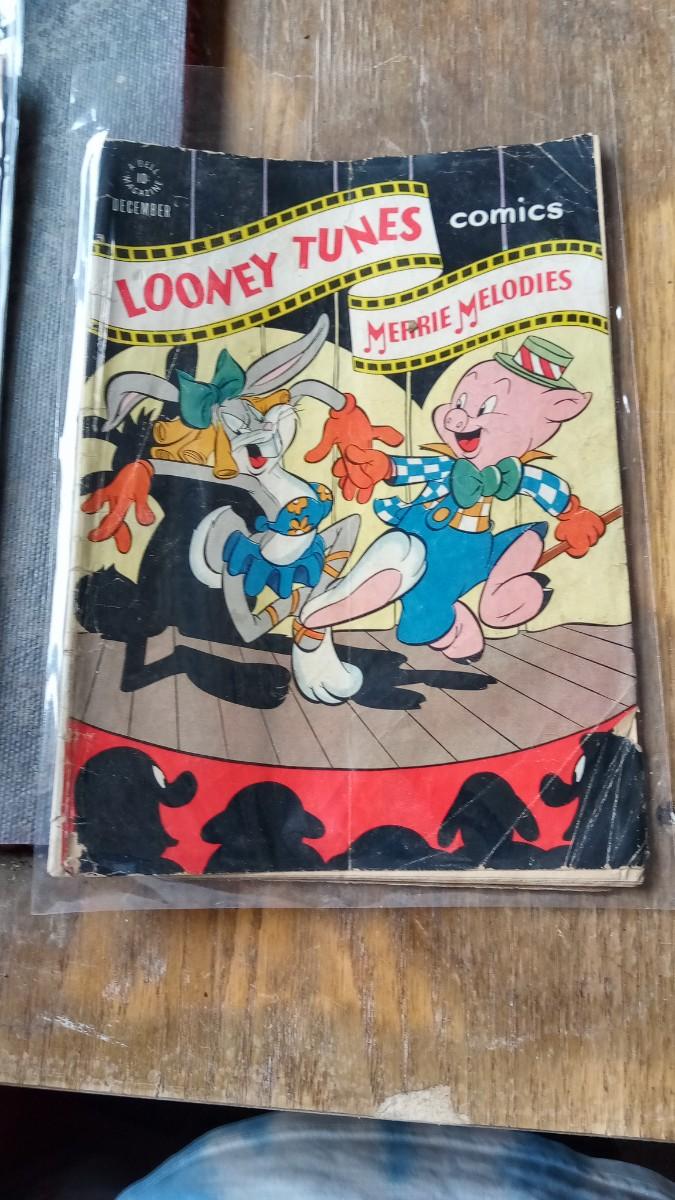 A DELL
10¢
MAGAZINE
DECEMBER
LOONEY TUNES
comics
MERRIE MELODIES